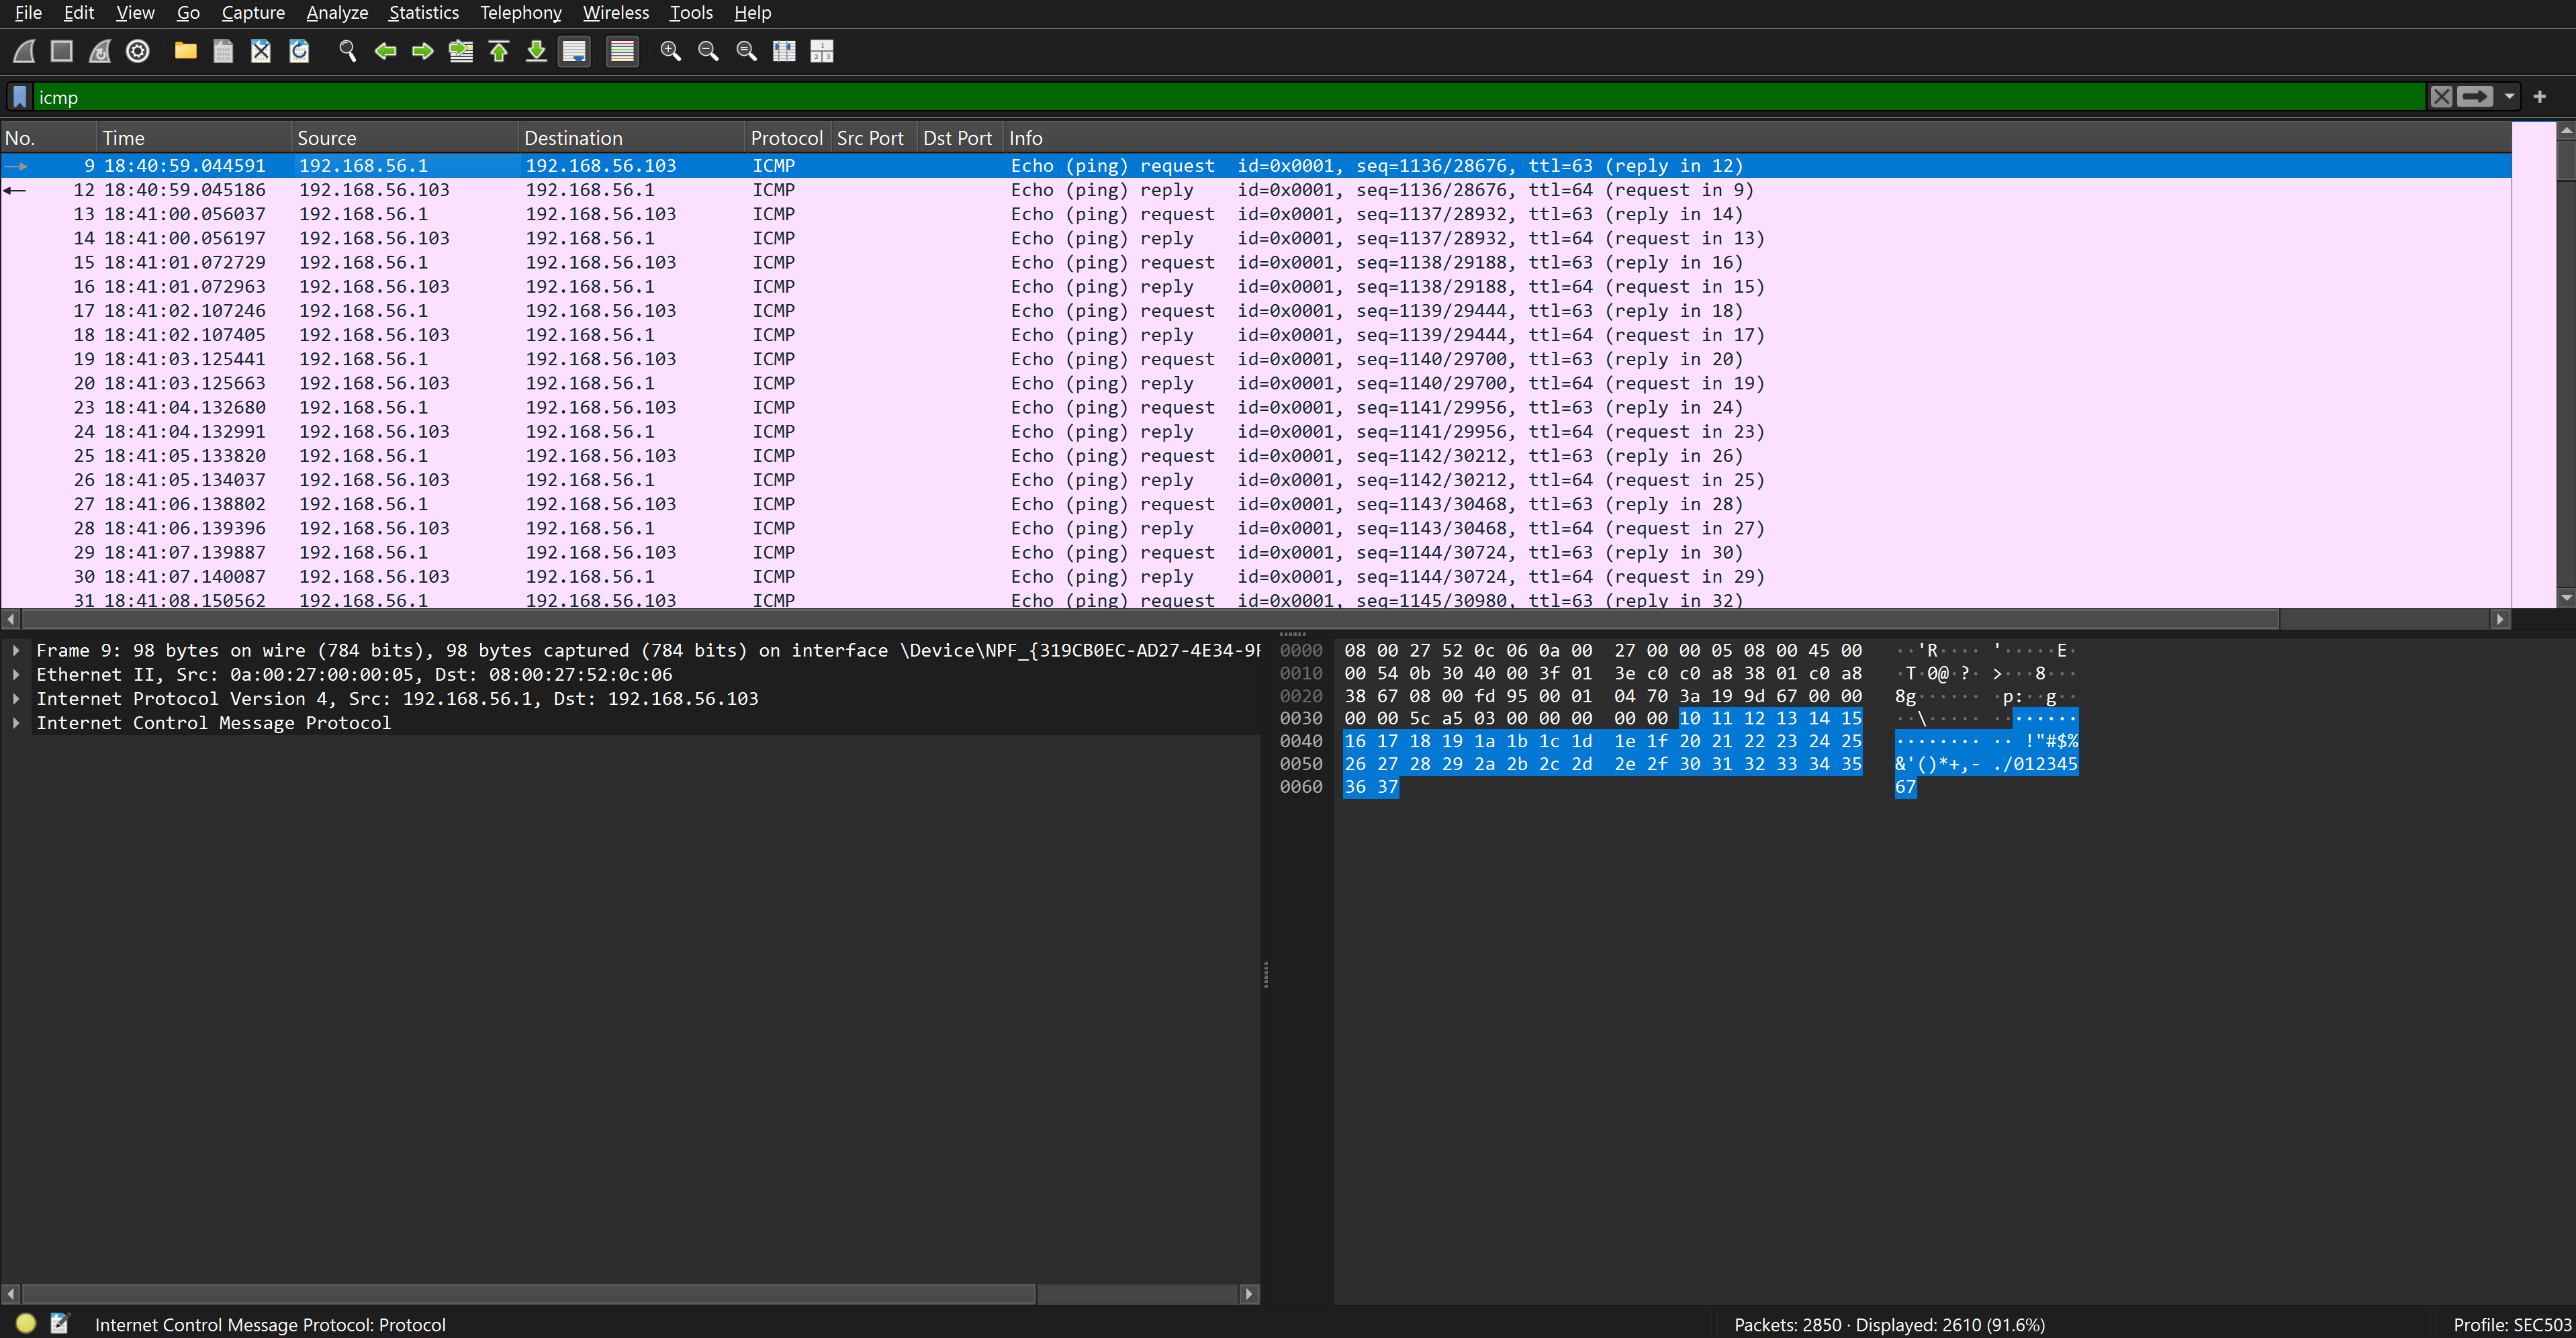 File Edit View Go Capture Analyze Statistics Telephony Wireless Tools Help
icmp
No. Time Source Destination Protocol Src Port Dst Port Info
9 18:40:59.044591 192.168.56.1 192.168.56.103 ICMP Echo (ping) request id=0x0001, seq=1136/28676, ttl=63 (reply in 12)
12 18:40:59.045186 192.168.56.103 192.168.56.1 ICMP Echo (ping) reply id=0x0001, seq=1136/28676, ttl=64 (request in 9)
13 18:41:00.056037 192.168.56.1 192.168.56.103 ICMP Echo (ping) request id=0x0001, seq=1137/28932, ttl=63 (reply in 14)
14 18:41:00.056197 192.168.56.103 192.168.56.1 ICMP Echo (ping) reply id=0x0001, seq=1137/28932, ttl=64 (request in 13)
15 18:41:01.072729 192.168.56.1 192.168.56.103 ICMP Echo (ping) request id=0x0001, seq=1138/29188, ttl=63 (reply in 16)
16 18:41:01.072963 192.168.56.103 192.168.56.1 ICMP Echo (ping) reply id=0x0001, seq=1138/29188, ttl=64 (request in 15)
17 18:41:02.107246 192.168.56.1 192.168.56.103 ICMP Echo (ping) request id=0x0001, seq=1139/29444, ttl=63 (reply in 18)
18 18:41:02.107405 192.168.56.103 192.168.56.1 ICMP Echo (ping) reply id=0x0001, seq=1139/29444, ttl=64 (request in 17)
19 18:41:03.125441 192.168.56.1 192.168.56.103 ICMP Echo (ping) request id=0x0001, seq=1140/29700, ttl=63 (reply in 20)
20 18:41:03.125663 192.168.56.103 192.168.56.1 ICMP Echo (ping) reply id=0x0001, seq=1140/29700, ttl=64 (request in 19)
23 18:41:04.132680 192.168.56.1 192.168.56.103 ICMP Echo (ping) request id=0x0001, seq=1141/29956, ttl=63 (reply in 24)
24 18:41:04.132991 192.168.56.103 192.168.56.1 ICMP Echo (ping) reply id=0x0001, seq=1141/29956, ttl=64 (request in 23)
25 18:41:05.133820 192.168.56.1 192.168.56.103 ICMP Echo (ping) request id=0x0001, seq=1142/30212, ttl=63 (reply in 26)
26 18:41:05.134037 192.168.56.103 192.168.56.1 ICMP Echo (ping) reply id=0x0001, seq=1142/30212, ttl=64 (request in 25)
27 18:41:06.138802 192.168.56.1 192.168.56.103 ICMP Echo (ping) request id=0x0001, seq=1143/30468, ttl=63 (reply in 28)
28 18:41:06.139396 192.168.56.103 192.168.56.1 ICMP Echo (ping) reply id=0x0001, seq=1143/30468, ttl=64 (request in 27)
29 18:41:07.139887 192.168.56.1 192.168.56.103 ICMP Echo (ping) request id=0x0001, seq=1144/30724, ttl=63 (reply in 30)
30 18:41:07.140087 192.168.56.103 192.168.56.1 ICMP Echo (ping) reply id=0x0001, seq=1144/30724, ttl=64 (request in 29)
31 18:41:08.150562 192.168.56.1 192.168.56.103 ICMP Echo (ping) request id=0x0001, seq=1145/30980, ttl=63 (reply in 32)
Frame 9: 98 bytes on wire (784 bits), 98 bytes captured (784 bits) on interface \Device\NPF_{319CB0EC-AD27-4E34-9F
Ethernet II, Src: 0a:00:27:00:00:05, Dst: 08:00:27:52:0c:06
Internet Protocol Version 4, Src: 192.168.56.1, Dst: 192.168.56.103
Internet Control Message Protocol
0000 08 00 27 52 0c 06 0a 00 27 00 00 05 08 00 45 00 ··'R···· '·····E·
0010 00 54 0b 30 40 00 3f 01 3e c0 c0 a8 38 01 c0 a8 ·T·0@·?· >···8···
0020 38 67 08 00 fd 95 00 01 04 70 3a 19 9d 67 00 00 8g······ ·p:··g··
0030 00 00 5c a5 03 00 00 00 00 00 10 11 12 13 14 15 ··\····· ········
0040 16 17 18 19 1a 1b 1c 1d 1e 1f 20 21 22 23 24 25 ········ ·· !"#$%
0050 26 27 28 29 2a 2b 2c 2d 2e 2f 30 31 32 33 34 35 &'()*+,- ./012345
0060 36 37 67
Internet Control Message Protocol: Protocol
Packets: 2850 · Displayed: 2610 (91.6%)
Profile: SEC503